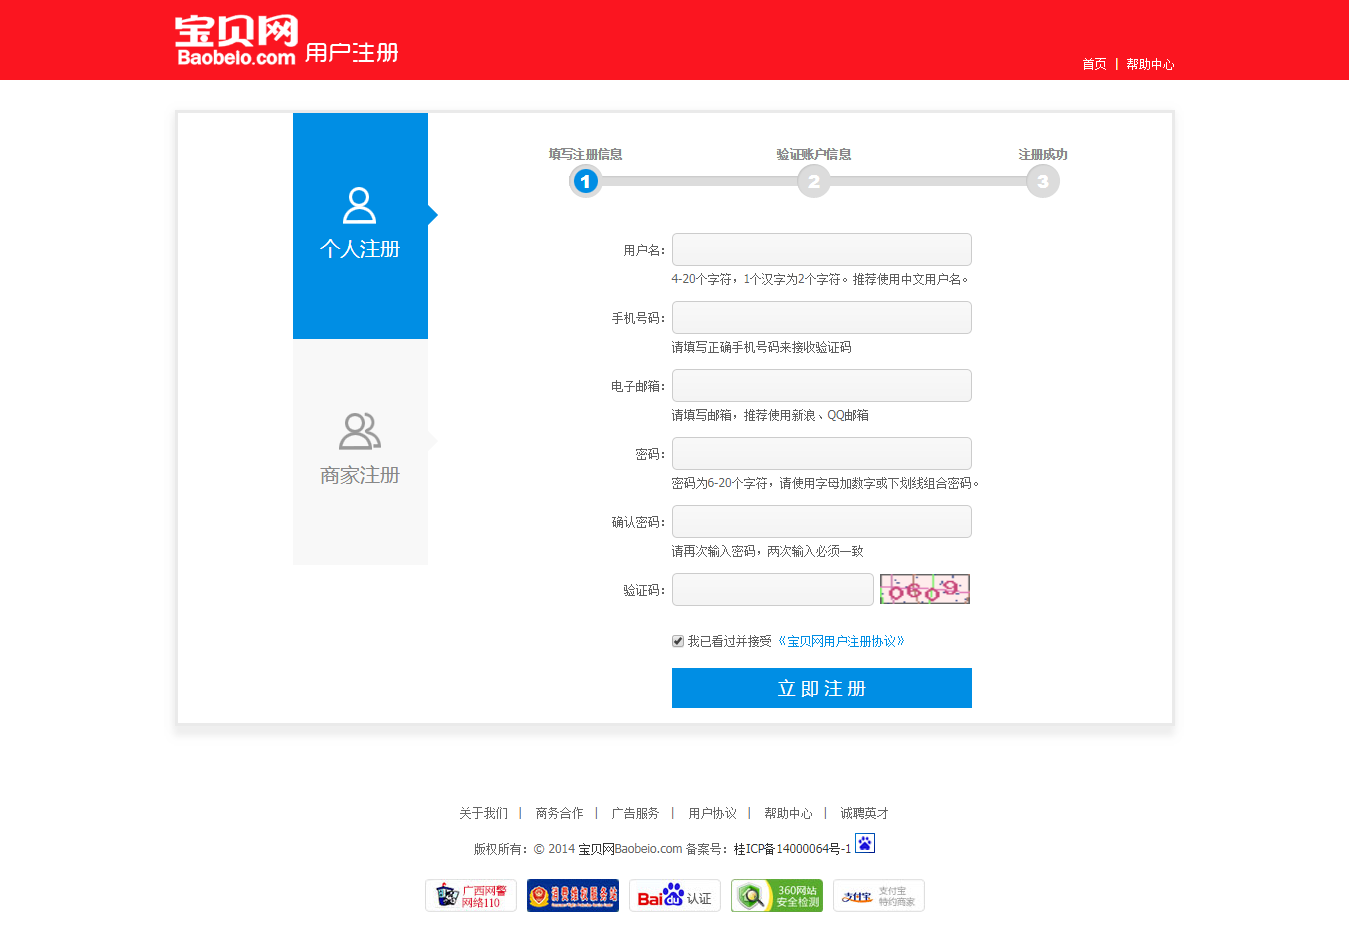 宝贝网
Baobeio.com 用户注册
首页 | 帮助中心
填写注册信息 验证账户信息 注册成功
1 2 3
个人注册
商家注册
用户名：
4-20个字符，1个汉字为2个字符。推荐使用中文用户名。
手机号码：
请填写正确手机号码来接收验证码
电子邮箱：
请填写邮箱，推荐使用新浪、QQ邮箱
密码：
密码为6-20个字符，请使用字母加数字或下划线组合密码。
确认密码：
请再次输入密码，两次输入必须一致
验证码：
0609
我已看过并接受《宝贝网用户注册协议》
立即注册
关于我们 | 商务合作 | 广告服务 | 用户协议 | 帮助中心 | 诚聘英才
版权所有：© 2014 宝贝网Baobeio.com 备案号：桂ICP备14000064号-1
广西网警
网络110
消费维权服务站
Baidu认证
360网站
安全检测
支付宝
支付宝
特约商家